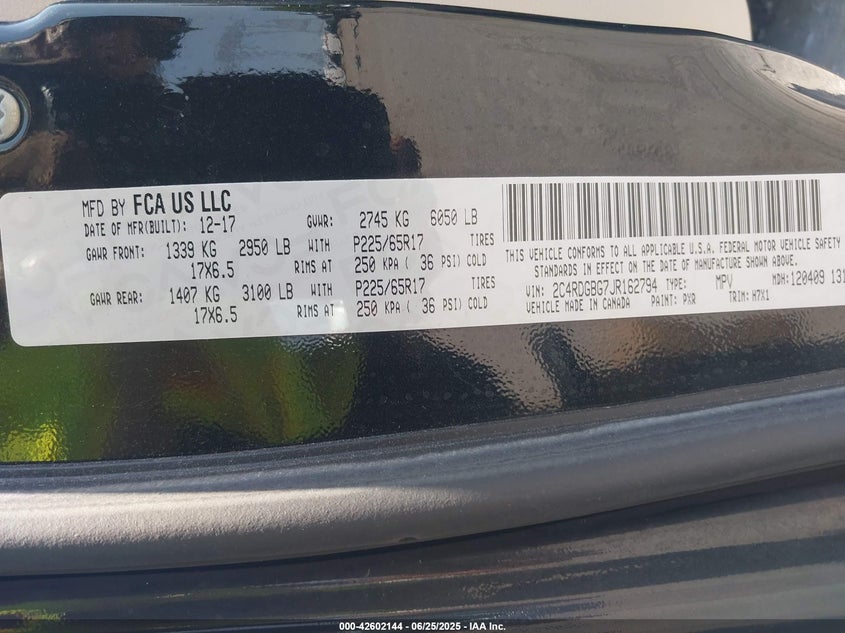 MFD BY FCA US LLC
DATE OF MFR(BUILT): 12-17 GVWR: 2745 KG 6050 LB
GAWR FRONT: 1339 KG 2950 LB WITH P225/65R17 TIRES
17X6.5 RIMS AT 250 KPA ( 36 PSI) COLD
GAWR REAR: 1407 KG 3100 LB WITH P225/65R17 TIRES
17X6.5 RIMS AT 250 KPA ( 36 PSI) COLD
THIS VEHICLE CONFORMS TO ALL APPLICABLE U.S.A. FEDERAL MOTOR VEHICLE SAFETY
STANDARDS IN EFFECT ON THE DATE OF MANUFACTURE SHOWN ABOVE.
VIN: 2C4RDGBG7JR162794 TYPE: MPV MDH: 120409 131
VEHICLE MADE IN CANADA PAINT: PXR TRIM: H7X1
000-42602144 - 06/25/2025 - IAA Inc.